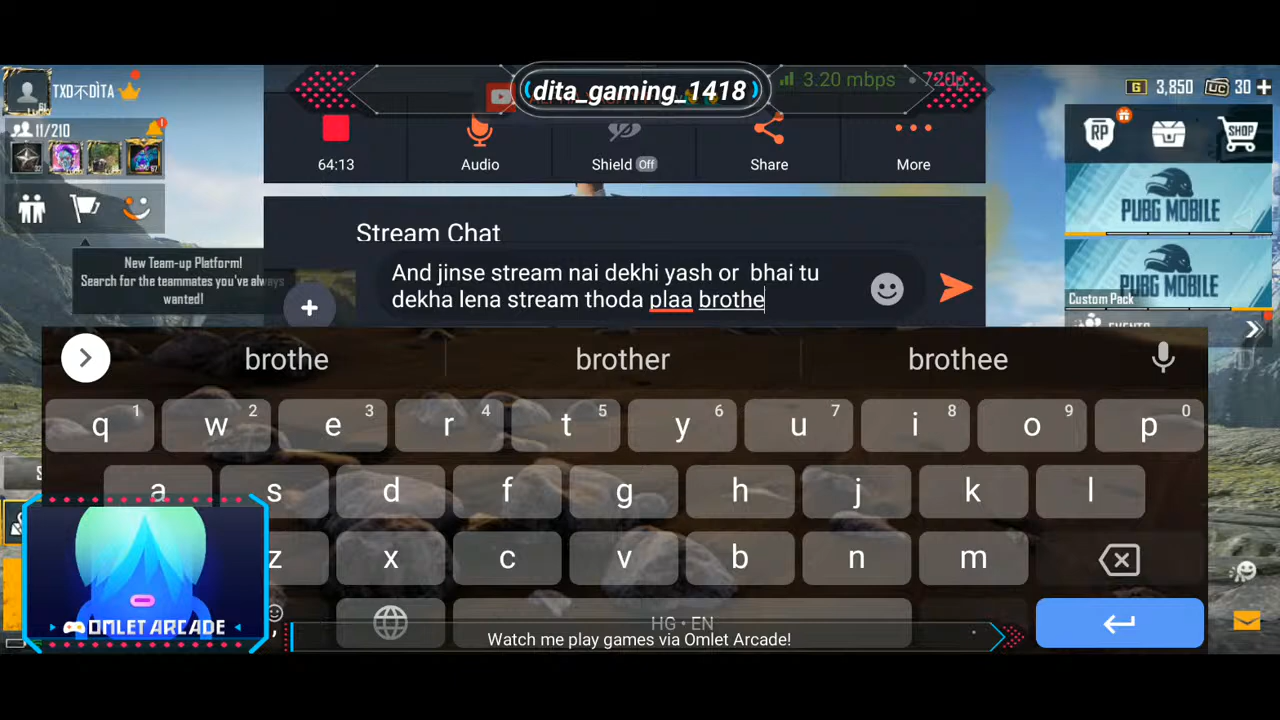 dita_gaming_1418
3.20 mbps • 720p
TXD不DÌTA
G 3,850 UC 30 +
11/210
64:13
Audio
Shield Off
Share
More
RP
SHOP
PUBG MOBILE
PUBG MOBILE
Custom Pack
New Team-up Platform!
Search for the teammates you've always
wanted!
Stream Chat
And jinse stream nai dekhi yash or bhai tu
dekha lena stream thoda plaa brothe
brothe brother brothee
1 2 3 4 5 6 7 8 9 0
q w e r t y u i o p
a s d f g h j k l
z x c v b n m
HG • EN
OMLET ARCADE
Watch me play games via Omlet Arcade!